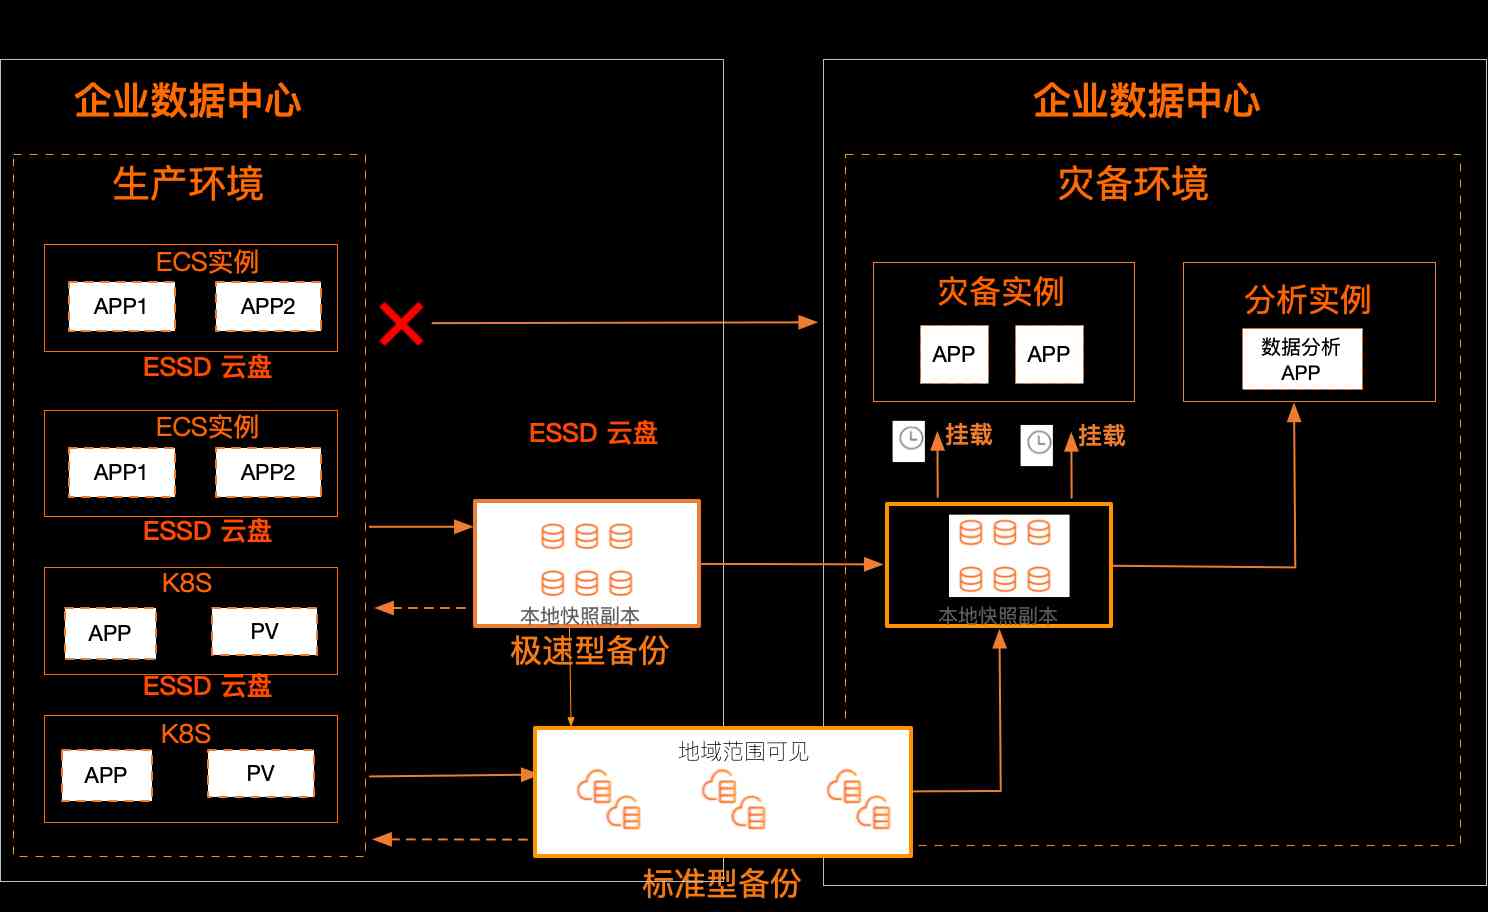 企业数据中心
生产环境
ECS实例
APP1
APP2
ESSD 云盘
ECS实例
APP1
APP2
ESSD 云盘
K8S
APP
PV
ESSD 云盘
K8S
APP
PV
ESSD 云盘
本地快照副本
极速型备份
地域范围可见
标准型备份
企业数据中心
灾备环境
灾备实例
APP
APP
分析实例
数据分析
APP
挂载
挂载
本地快照副本